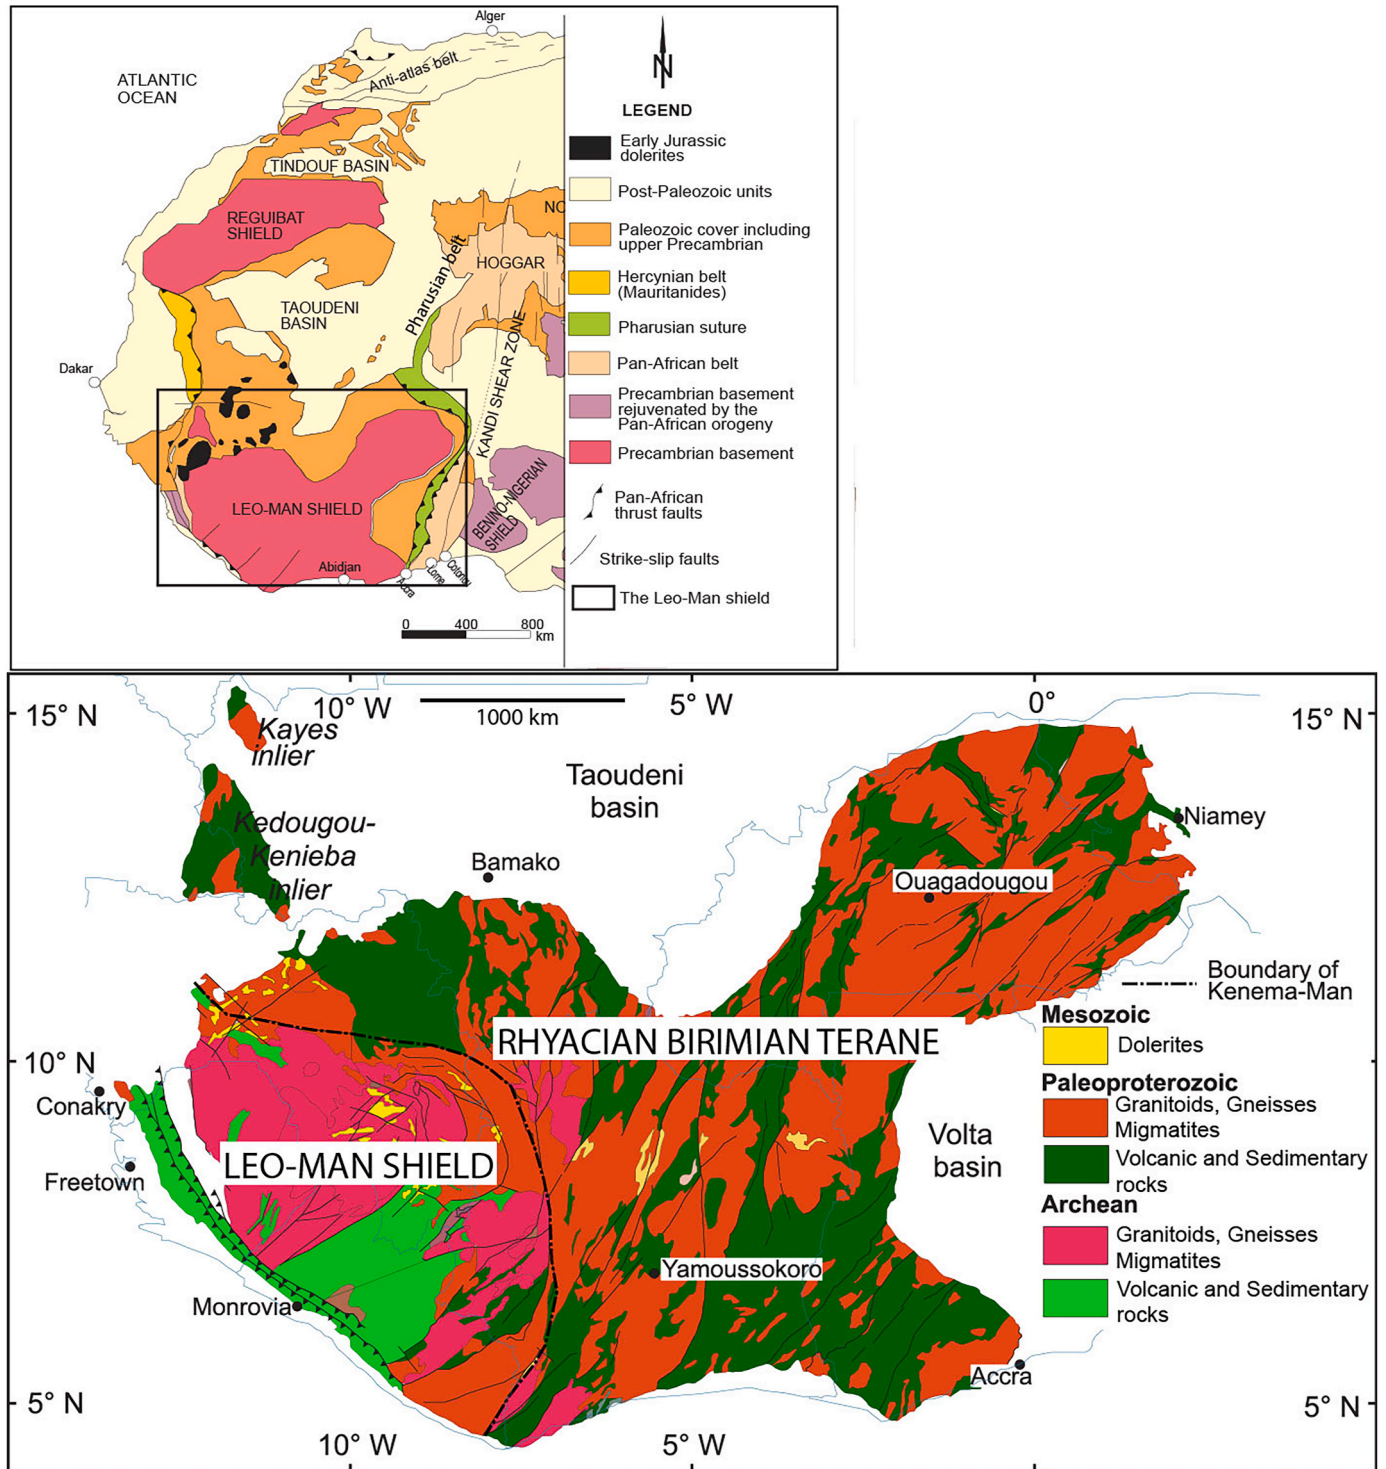 Alger
ATLANTIC
OCEAN
Anti-atlas belt
TINDOUF BASIN
REGUIBAT
SHIELD
NO
HOGGAR
Pharusian belt
TAOUDENI
BASIN
KANDI SHEAR ZONE
Dakar
LEO-MAN SHIELD
BENINO-NIGERIAN
SHIELD
Abidjan
Accra
Lome
0 400 800
km
N
LEGEND
Early Jurassic
dolerites
Post-Paleozoic units
Paleozoic cover including
upper Precambrian
Hercynian belt
(Mauritanides)
Pharusian suture
Pan-African belt
Precambrian basement
rejuvenated by the
Pan-African orogeny
Precambrian basement
Pan-African
thrust faults
Strike-slip faults
The Leo-Man shield
15° N
10° W
1000 km
5° W
0°
15° N
Kayes
inlier
Taoudeni
basin
Kedougou-
Kenieba
inlier
Niamey
Bamako
Ouagadougou
Boundary of
Kenema-Man
RHYACIAN BIRIMIAN TERANE
Mesozoic
Dolerites
10° N
Paleoproterozoic
Granitoids, Gneisses
Migmatites
Conakry
Volta
basin
LEO-MAN SHIELD
Volcanic and Sedimentary
rocks
Freetown
Archean
Granitoids, Gneisses
Migmatites
Yamoussokoro
Volcanic and Sedimentary
rocks
Monrovia
Accra
5° N
5° N
10° W
5° W